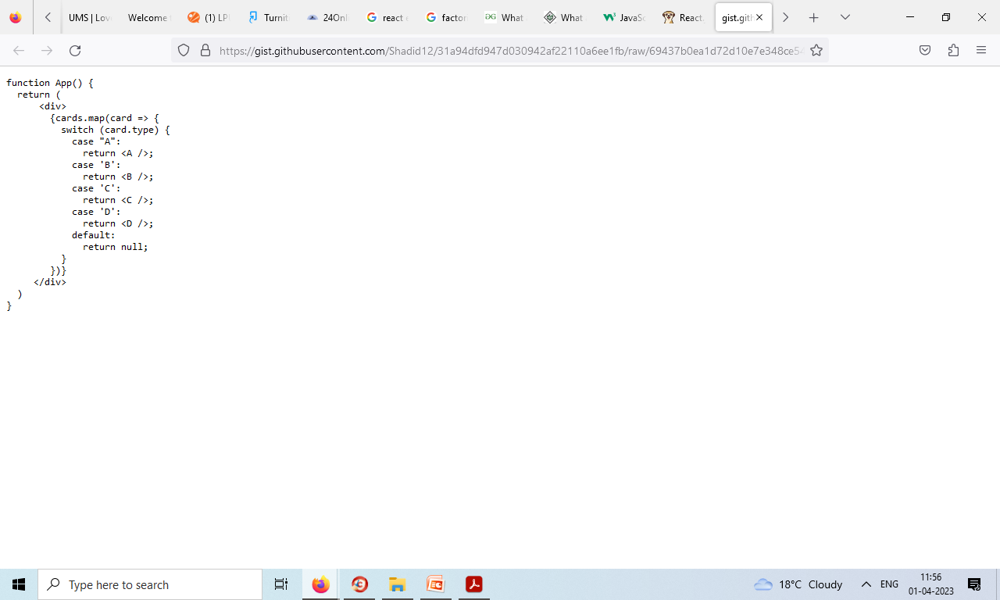 UMS | Lov
Welcome t
(1) LP
Turnit
24Onl
react
factor
What
What
JavaSc
React.
gist.gith
https://gist.githubusercontent.com/Shadid12/31a94dfd947d030942af22110a6ee1fb/raw/69437b0ea1d72d10e7e348ce54
function App() {
return (
<div>
{cards.map(card => {
switch (card.type) {
case "A":
return <A />;
case 'B':
return <B />;
case 'C':
return <C />;
case 'D':
return <D />;
default:
return null;
}
})}
</div>
)
}
Type here to search
18°C Cloudy
ENG
11:56
01-04-2023